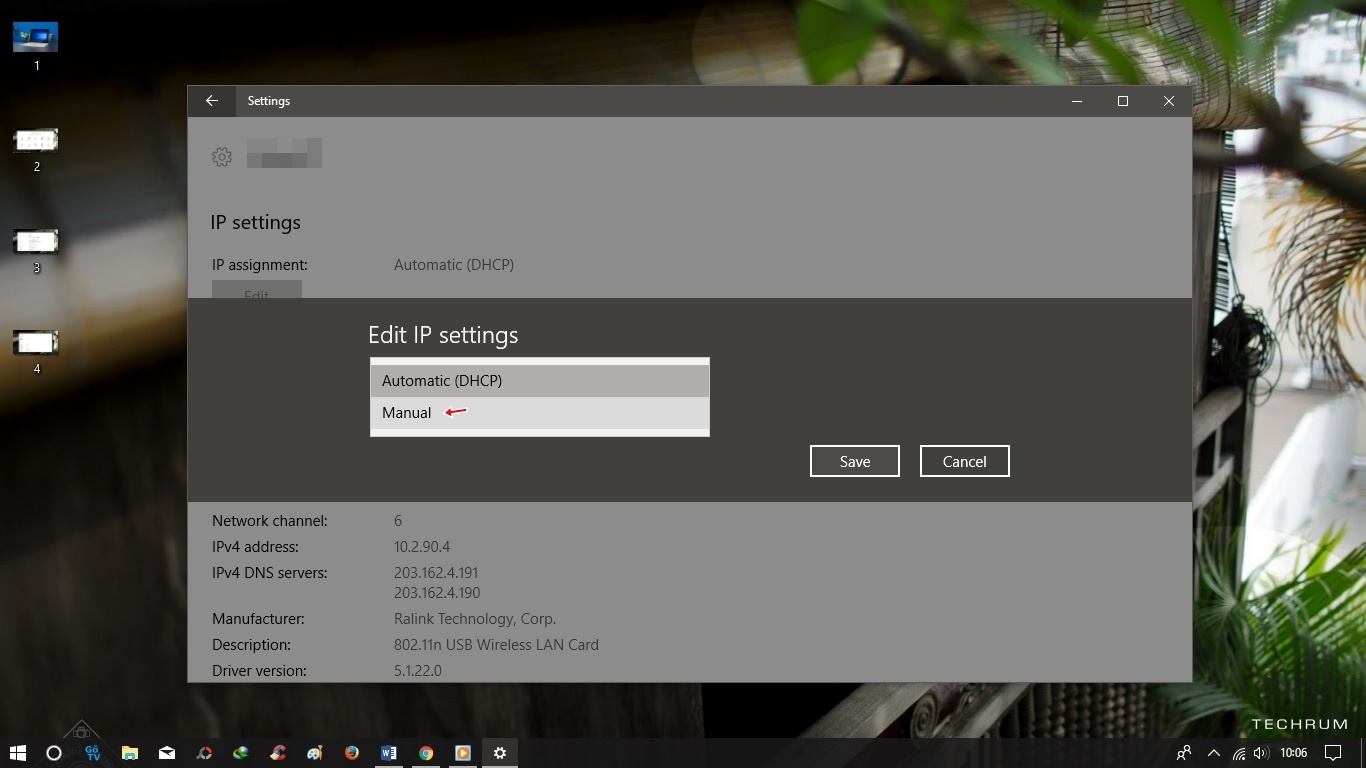 1
2
3
4
Settings
IP settings
IP assignment: Automatic (DHCP)
Edit
Edit IP settings
Automatic (DHCP)
Manual
Save Cancel
Network channel: 6
IPv4 address: 10.2.90.4
IPv4 DNS servers: 203.162.4.191
203.162.4.190
Manufacturer: Ralink Technology, Corp.
Description: 802.11n USB Wireless LAN Card
Driver version: 5.1.22.0
TECHRUM
Gõ
TV
10:06